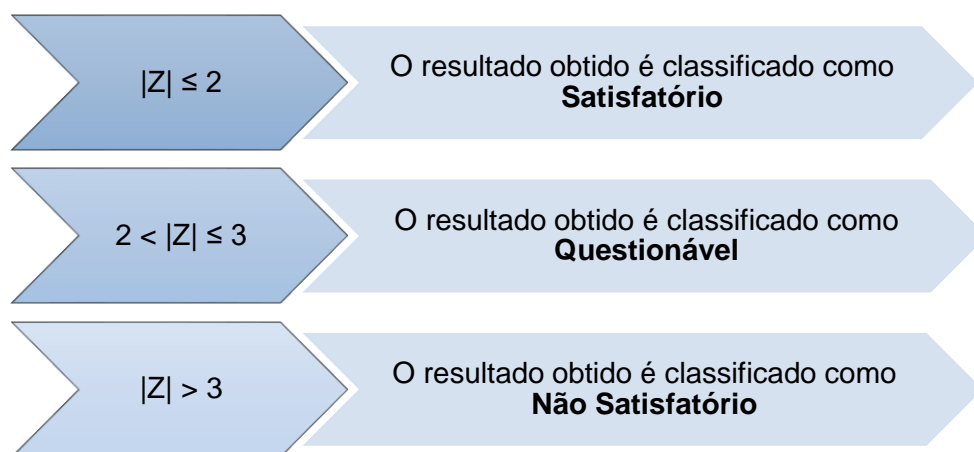 |Z| ≤ 2
O resultado obtido é classificado como
Satisfatório
2 < |Z| ≤ 3
O resultado obtido é classificado como
Questionável
|Z| > 3
O resultado obtido é classificado como
Não Satisfatório